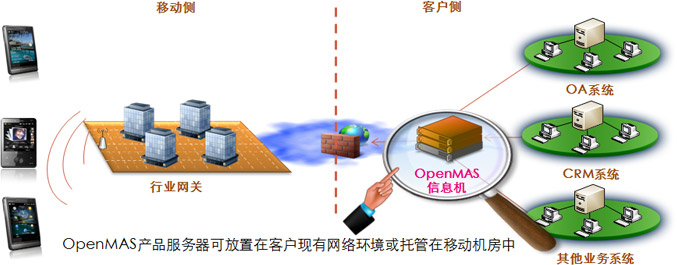 移动侧
客户侧
OA系统
行业网关
OpenMAS
信息机
CRM系统
OpenMAS产品服务器可放置在客户现有网络环境或托管在移动机房中
其他业务系统